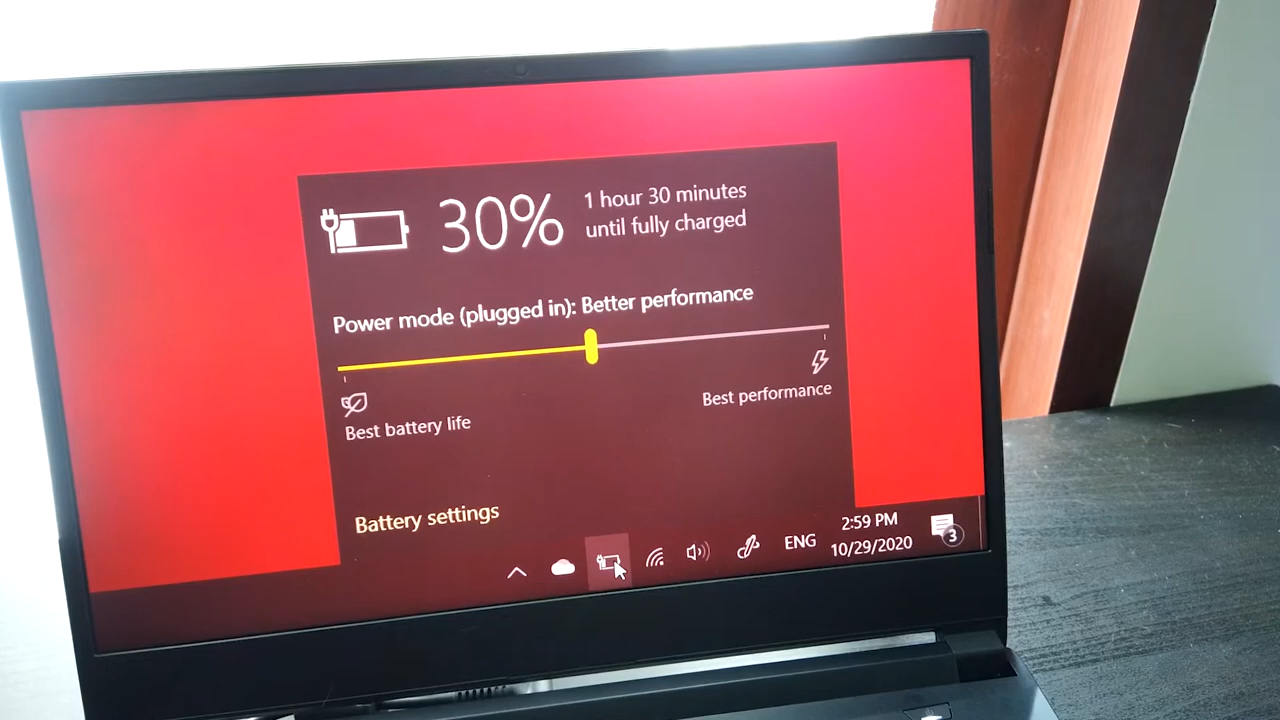 30%
1 hour 30 minutes
until fully charged
Power mode (plugged in): Better performance
Best battery life
Best performance
Battery settings
ENG
2:59 PM
10/29/2020
3